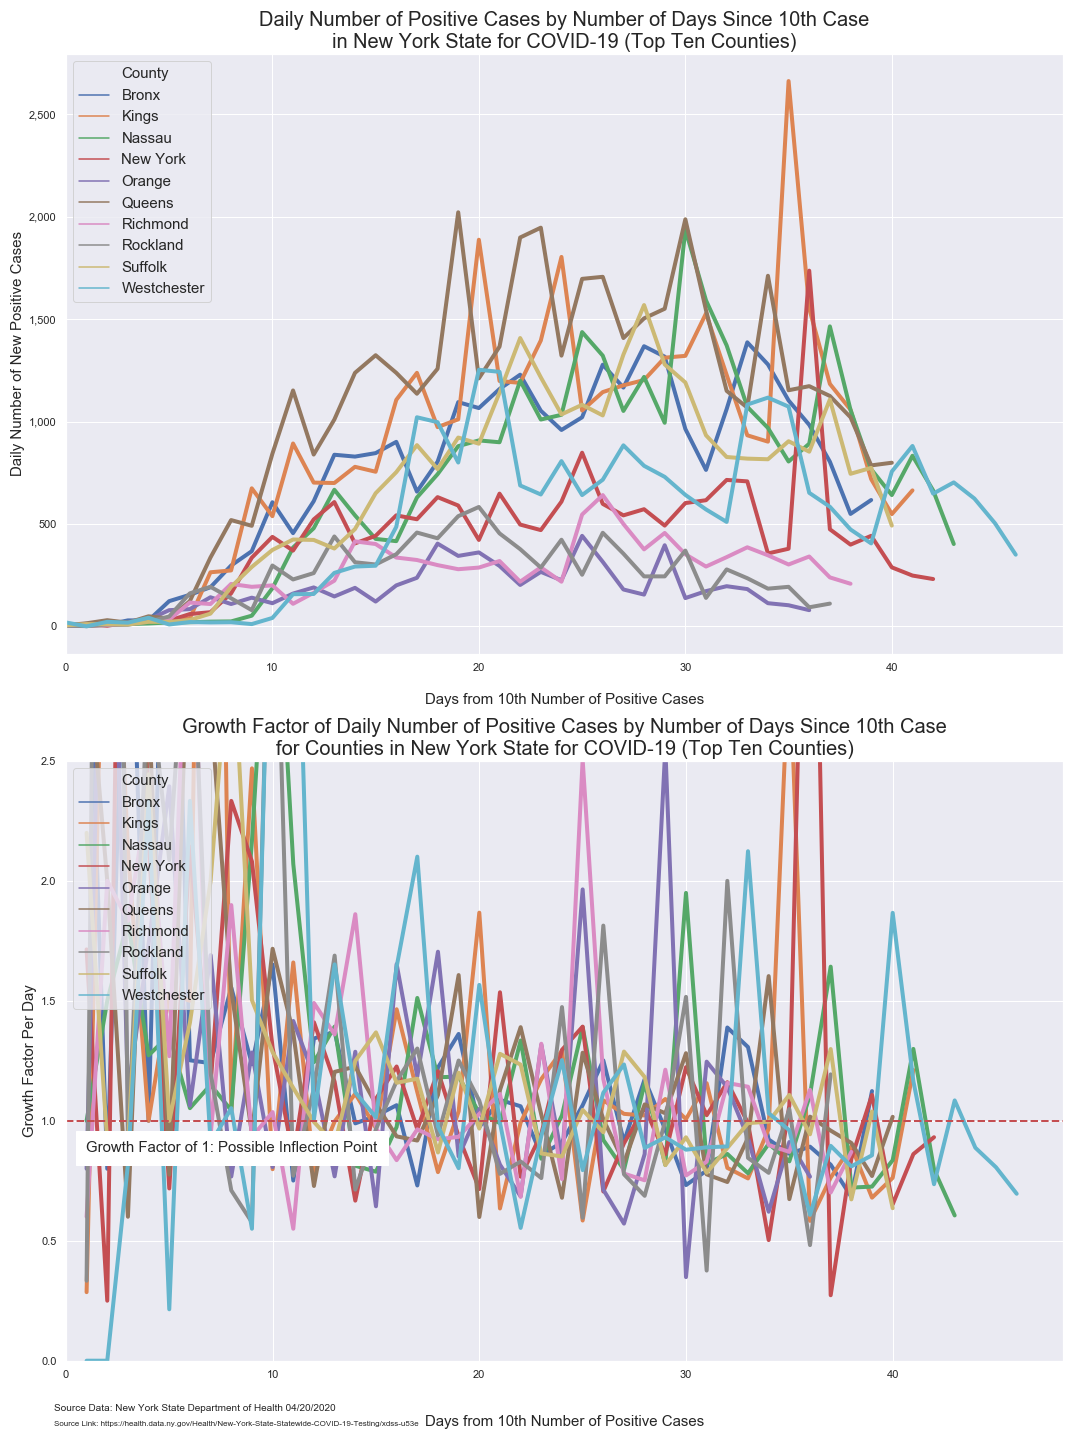 Daily Number of Positive Cases by Number of Days Since 10th Case
in New York State for COVID-19 (Top Ten Counties)
County
Bronx
Kings
Nassau
New York
Orange
Queens
Richmond
Rockland
Suffolk
Westchester
2,500
2,000
1,500
1,000
500
0
Daily Number of New Positive Cases
0 10 20 30 40
Days from 10th Number of Positive Cases
Growth Factor of Daily Number of Positive Cases by Number of Days Since 10th Case
for Counties in New York State for COVID-19 (Top Ten Counties)
County
Bronx
Kings
Nassau
New York
Orange
Queens
Richmond
Rockland
Suffolk
Westchester
2.5
2.0
1.5
1.0
0.5
0.0
Growth Factor Per Day
Growth Factor of 1: Possible Inflection Point
0 10 20 30 40
Source Data: New York State Department of Health 04/20/2020
Source Link: https://health.data.ny.gov/Health/New-York-State-Statewide-COVID-19-Testing/xdss-u53e
Days from 10th Number of Positive Cases